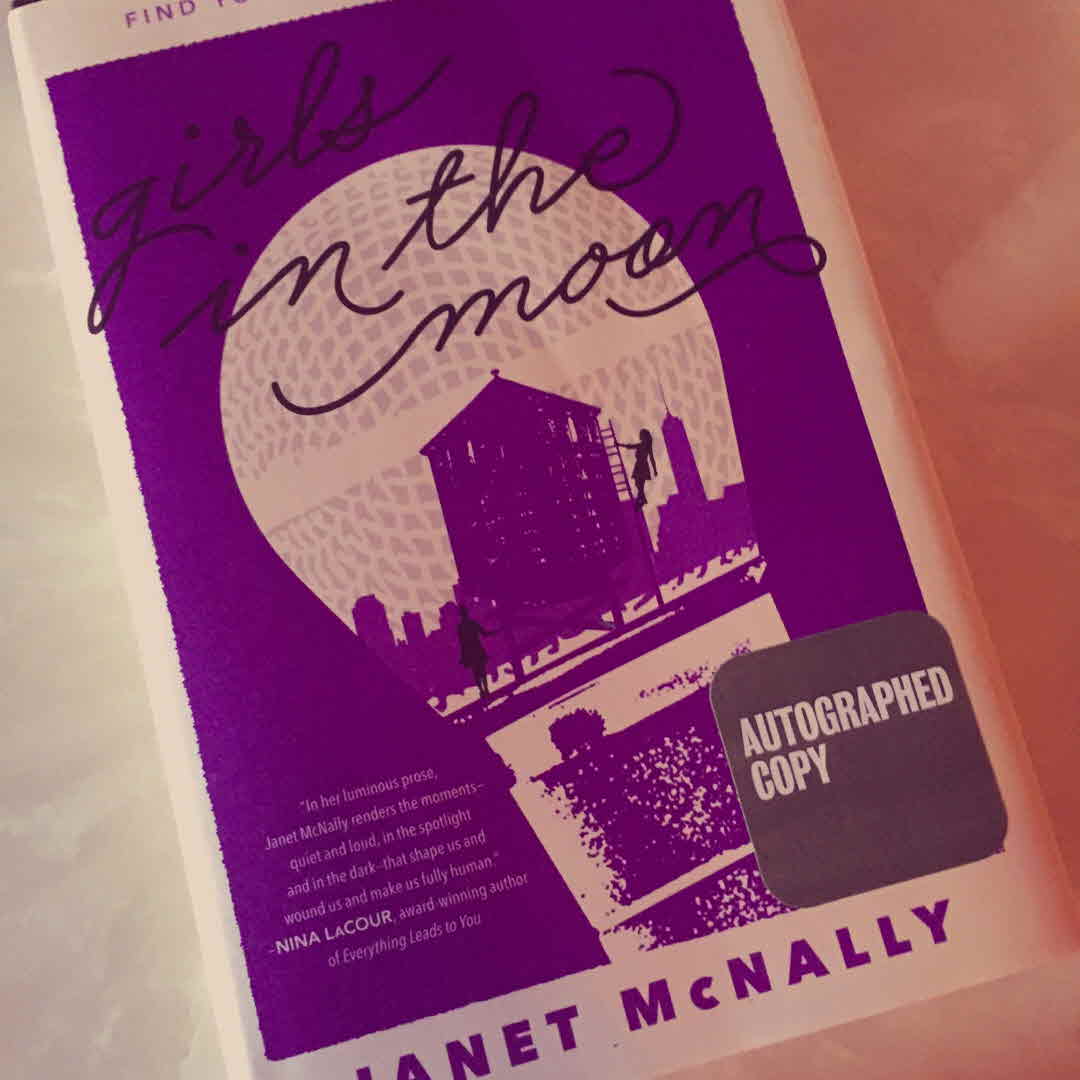 FIND
girls
in the
moon
"In her luminous prose,
Janet McNally renders the moments—
quiet and loud, in the spotlight
and in the dark—that shape us and
wound us and make us fully human."
–NINA LaCOUR, award-winning author
of Everything Leads to You
AUTOGRAPHED
COPY
JANET McNALLY